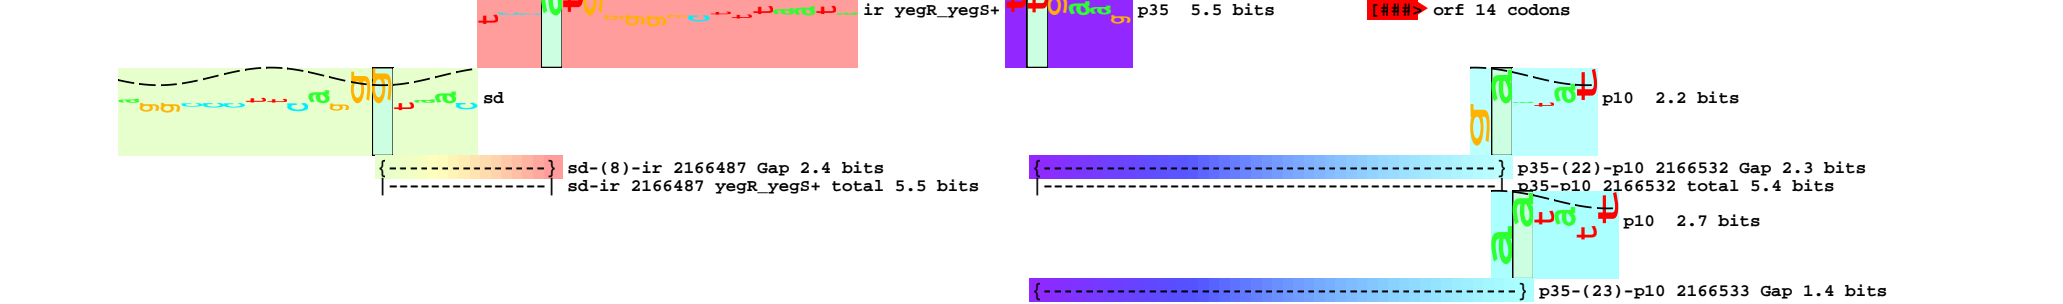 ir yegR_yegS+ p35 5.5 bits [###> orf 14 codons
sd p10 2.2 bits
{---------------} sd-(8)-ir 2166487 Gap 2.4 bits {-------------------------------------------} p35-(22)-p10 2166532 Gap 2.3 bits
|---------------| sd-ir 2166487 yegR_yegS+ total 5.5 bits |-------------------------------------------| p35-p10 2166532 total 5.4 bits
p10 2.7 bits
{---------------------------------------------} p35-(23)-p10 2166533 Gap 1.4 bits